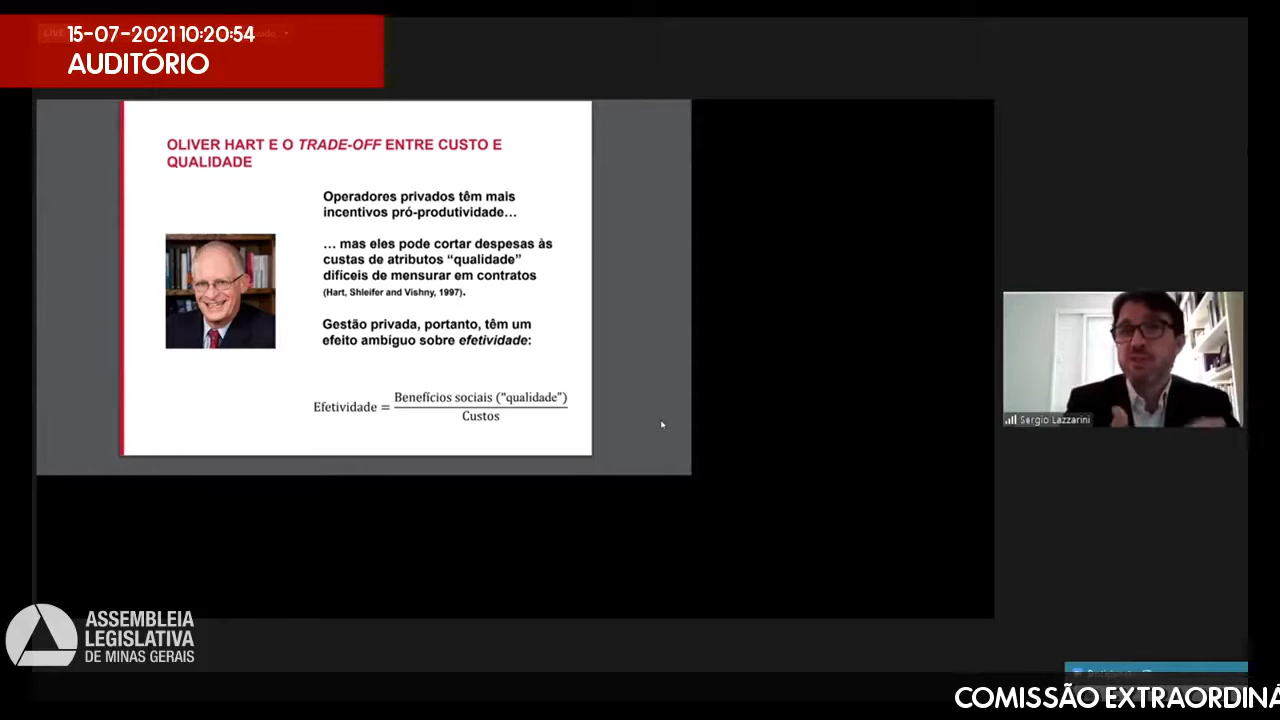 15-07-2021 10:20:54
AUDITÓRIO
OLIVER HART E O TRADE-OFF ENTRE CUSTO E
QUALIDADE
Operadores privados têm mais
incentivos pró-produtividade…
… mas eles pode cortar despesas às
custas de atributos “qualidade”
difíceis de mensurar em contratos
(Hart, Shleifer and Vishny, 1997).
Gestão privada, portanto, têm um
efeito ambíguo sobre efetividade:
Efetividade = Benefícios sociais ("qualidade")
Custos
Sergio Lazzarini
ASSEMBLEIA
LEGISLATIVA
DE MINAS GERAIS
COMISSÃO EXTRAORDINÁ